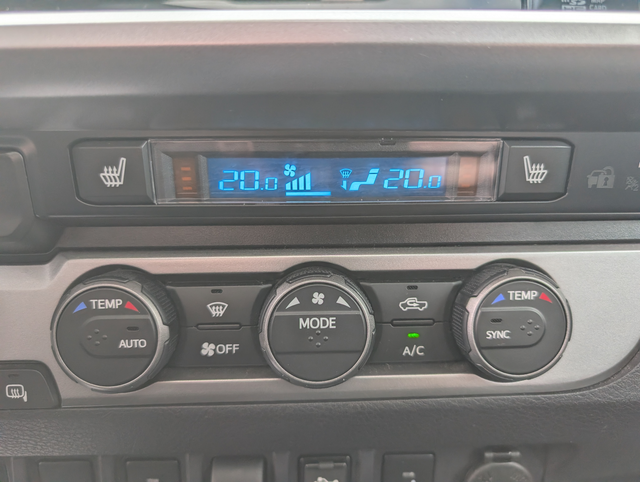 20.0 20.0
TEMP
AUTO
OFF
MODE
A/C
TEMP
SYNC